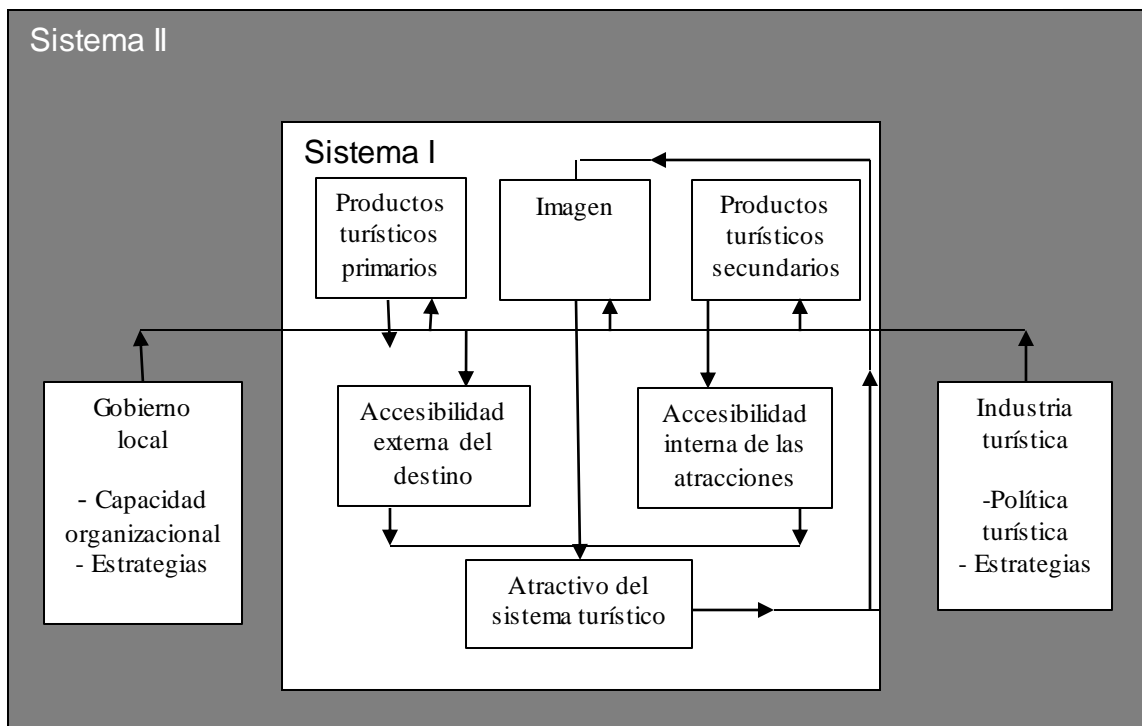 Sistema II
Sistema I
Productos
turísticos
primarios
Imagen
Productos
turísticos
secundarios
Gobierno
local
- Capacidad
organizacional
- Estrategias
Accesibilidad
externa del
destino
Accesibilidad
interna de las
atracciones
Industria
turística
-Política
turística
- Estrategias
Atractivo del
sistema turístico